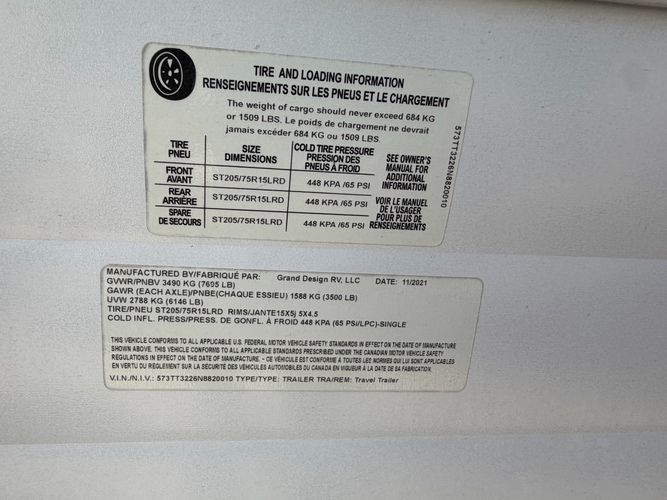 TIRE AND LOADING INFORMATION
RENSEIGNEMENTS SUR LES PNEUS ET LE CHARGEMENT
The weight of cargo should never exceed 684 KG
or 1509 LBS. Le poids de chargement ne devrait
jamais excéder 684 KG ou 1509 LBS.
TIRE
PNEU
SIZE
DIMENSIONS
COLD TIRE PRESSURE
PRESSION DES
PNEUS À FROID
SEE OWNER'S
MANUAL FOR
ADDITIONAL
INFORMATION
FRONT
AVANT
ST205/75R15LRD
448 KPA /65 PSI
REAR
ARRIÈRE
ST205/75R15LRD
448 KPA /65 PSI
VOIR LE MANUEL
DE L'USAGER
POUR PLUS DE
RENSEIGNEMENTS
SPARE
DE SECOURS
ST205/75R15LRD
448 KPA /65 PSI
573TT3226N8820010
MANUFACTURED BY/FABRIQUÉ PAR: Grand Design RV, LLC DATE: 11/2021
GVWR/PNBV 3490 KG (7695 LB)
GAWR (EACH AXLE)/PNBE(CHAQUE ESSIEU) 1588 KG (3500 LB)
UVW 2788 KG (6146 LB)
TIRE/PNEU ST205/75R15LRD RIMS/JANTE15X5j 5X4.5
COLD INFL. PRESS/PRESS. DE GONFL. À FROID 448 KPA (65 PSI/LPC)-SINGLE
THIS VEHICLE CONFORMS TO ALL APPLICABLE U.S. FEDERAL MOTOR VEHICLE SAFETY STANDARDS IN EFFECT ON THE DATE OF MANUFACTURE
SHOWN ABOVE. THIS VEHICLE CONFORMS TO ALL APPLICABLE STANDARDS PRESCRIBED UNDER THE CANADIAN MOTOR VEHICLE SAFETY
REGULATIONS IN EFFECT ON THE DATE OF MANUFACTURE. ~ CE VÉHICULE EST CONFORME À TOUTES LES NORMES QUI LUI SONT APPLICABLES
EN VERTU DU RÈGLEMENT SUR LA SÉCURITÉ DES VÉHICULES AUTOMOBILES DU CANADA EN VIGUEUR À LA DATE DE SA FABRICATION.
V.I.N./N.I.V.: 573TT3226N8820010 TYPE/TYPE: TRAILER TRA/REM: Travel Trailer